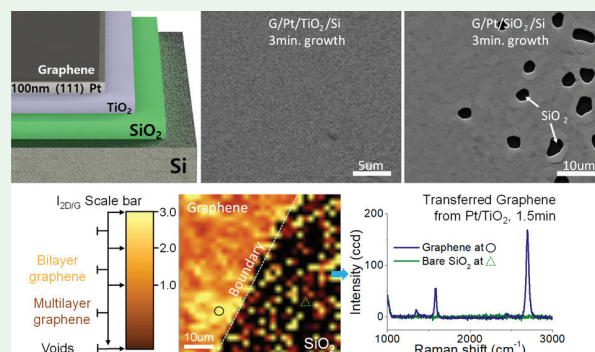 Graphene
100nm (111) Pt
TiO2
SiO2
Si
G/Pt/TiO2/Si
3min. growth
5um
G/Pt/SiO2/Si
3min. growth
SiO2
10um
I2D/G Scale bar
3.0
2.0
1.0
Bilayer
graphene
Multilayer
graphene
Voids
Graphene
Boundary
10um
SiO2
Transferred Graphene
from Pt/TiO2, 1.5min
Graphene at
Bare SiO2 at
Intensity (ccd)
200
100
0
1000
2000
3000
Raman shift (cm-1)